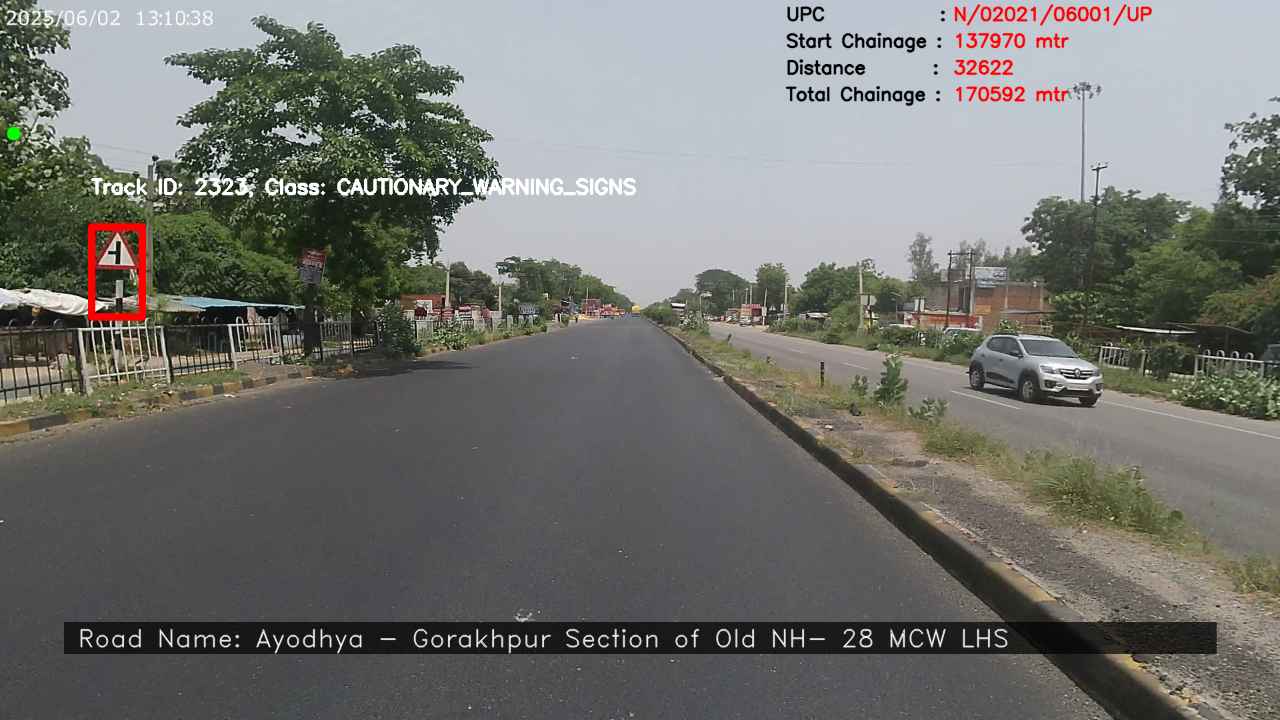 2025/06/02 13:10:38
UPC : N/02021/06001/UP
Start Chainage : 137970 mtr
Distance : 32622
Total Chainage : 170592 mtr
Track ID: 2323, Class: CAUTIONARY_WARNING_SIGNS
Road Name: Ayodhya - Gorakhpur Section of Old NH- 28 MCW LHS